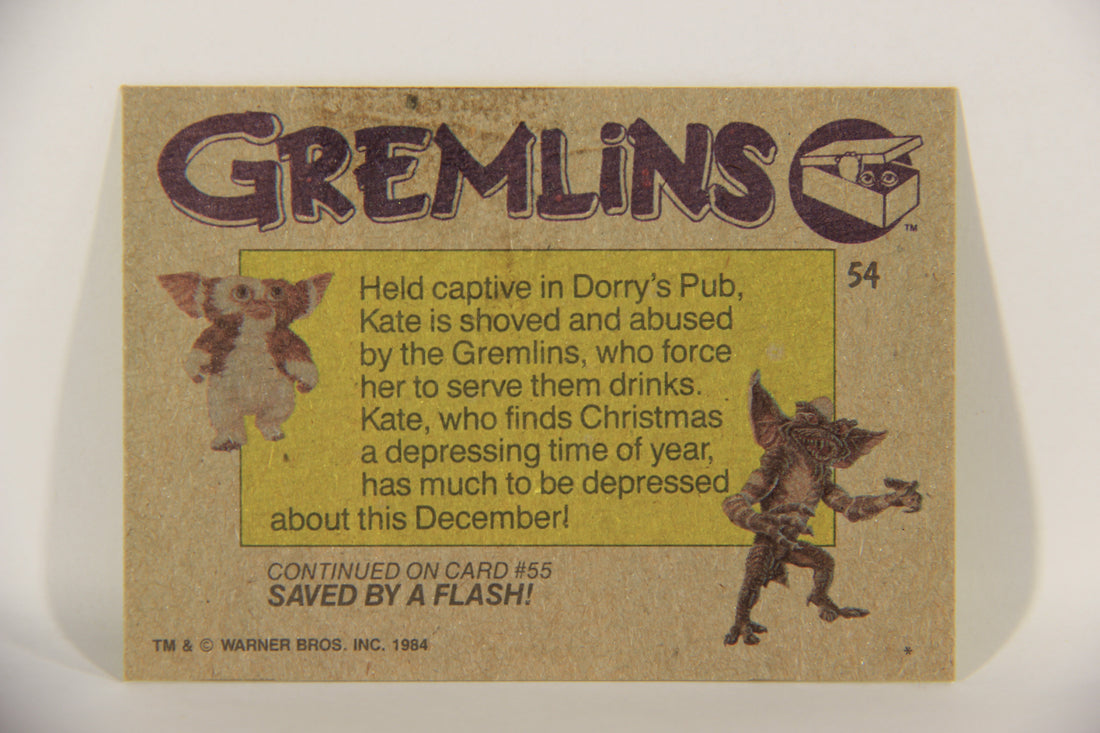 GREMLiNS
TM
54
Held captive in Dorry's Pub,
Kate is shoved and abused
by the Gremlins, who force
her to serve them drinks.
Kate, who finds Christmas
a depressing time of year,
has much to be depressed
about this December!
CONTINUED ON CARD #55
SAVED BY A FLASH!
TM & © WARNER BROS. INC. 1984
*